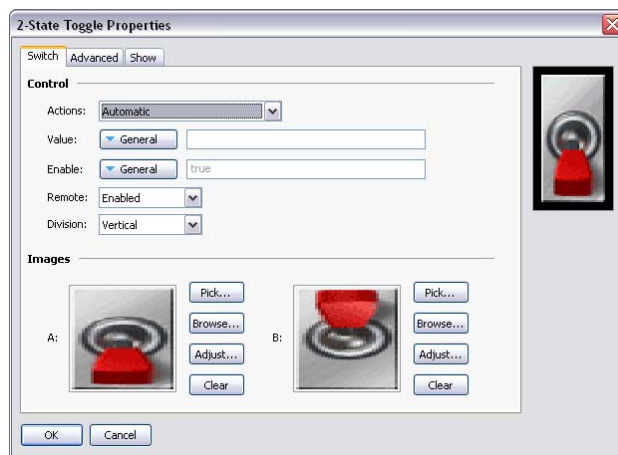 2-State Toggle Properties
Switch Advanced Show
Control
Actions: Automatic
Value: General
Enable: General true
Remote: Enabled
Division: Vertical
Images
A: Pick... B: Pick...
Browse... Browse...
Adjust... Adjust...
Clear Clear
OK Cancel